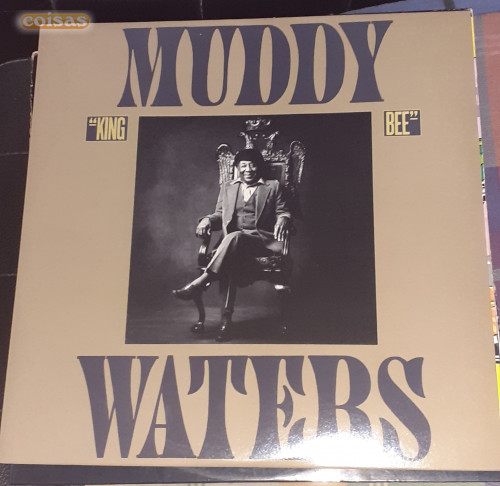 coisas
MUDDY
"KING BEE"
WATERS